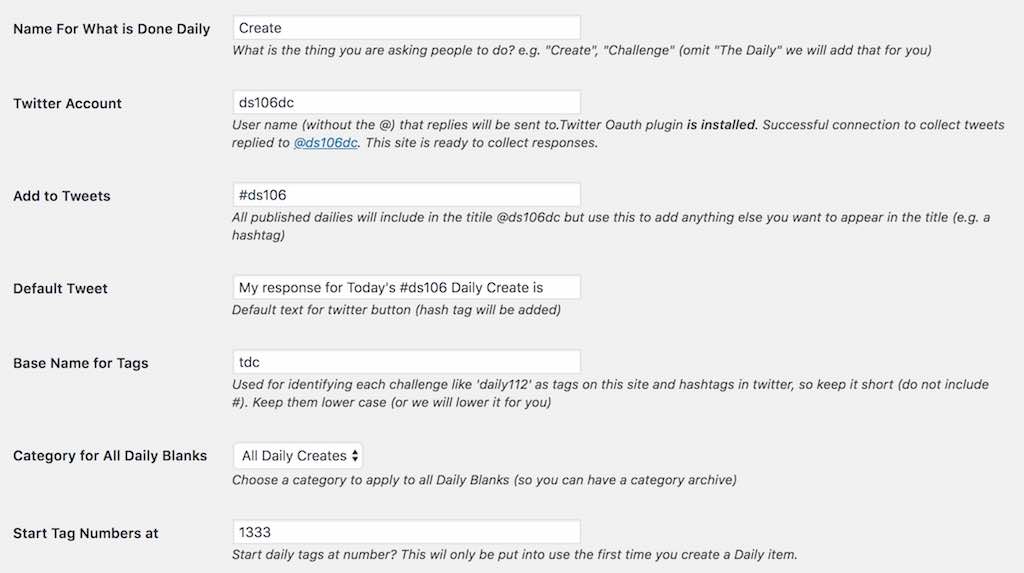 Name For What is Done Daily
Create
What is the thing you are asking people to do? e.g. "Create", "Challenge" (omit "The Daily" we will add that for you)
Twitter Account
ds106dc
User name (without the @) that replies will be sent to.Twitter Oauth plugin is installed. Successful connection to collect tweets
replied to @ds106dc. This site is ready to collect responses.
Add to Tweets
#ds106
All published dailies will include in the titile @ds106dc but use this to add anything else you want to appear in the title (e.g. a
hashtag)
Default Tweet
My response for Today's #ds106 Daily Create is
Default text for twitter button (hash tag will be added)
Base Name for Tags
tdc
Used for identifying each challenge like 'daily112' as tags on this site and hashtags in twitter, so keep it short (do not include
#). Keep them lower case (or we will lower it for you)
Category for All Daily Blanks
All Daily Creates
Choose a category to apply to all Daily Blanks (so you can have a category archive)
Start Tag Numbers at
1333
Start daily tags at number? This wil only be put into use the first time you create a Daily item.